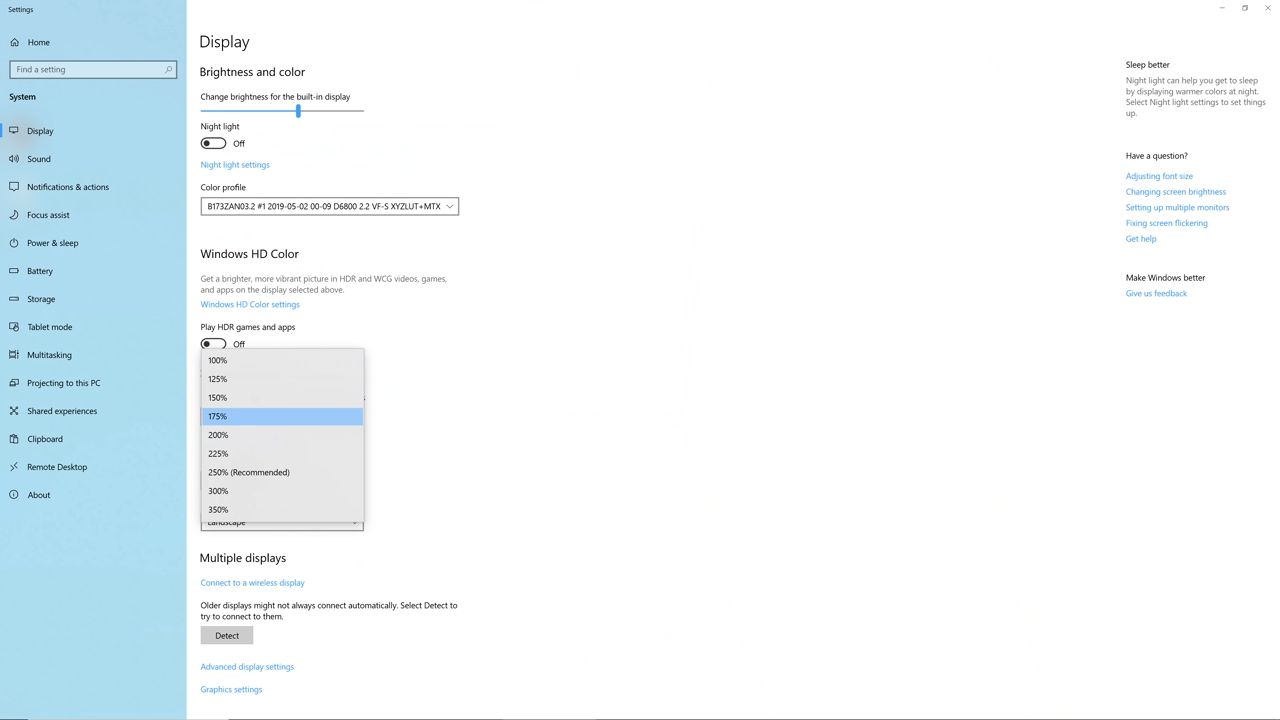 Settings
Home
Find a setting
System
Display
Sound
Notifications & actions
Focus assist
Power & sleep
Battery
Storage
Tablet mode
Multitasking
Projecting to this PC
Shared experiences
Clipboard
Remote Desktop
About
Display
Brightness and color
Change brightness for the built-in display
Night light
Off
Night light settings
Color profile
B173ZAN03.2 #1 2019-05-02 00-09 D6800 2.2 VF-S XYZLUT+MTX
Windows HD Color
Get a brighter, more vibrant picture in HDR and WCG videos, games,
and apps on the display selected above.
Windows HD Color settings
Play HDR games and apps
Off
100%
125%
150%
175%
200%
225%
250% (Recommended)
300%
350%
Landscape
Multiple displays
Connect to a wireless display
Older displays might not always connect automatically. Select Detect to
try to connect to them.
Detect
Advanced display settings
Graphics settings
Sleep better
Night light can help you get to sleep
by displaying warmer colors at night.
Select Night light settings to set things
up.
Have a question?
Adjusting font size
Changing screen brightness
Setting up multiple monitors
Fixing screen flickering
Get help
Make Windows better
Give us feedback